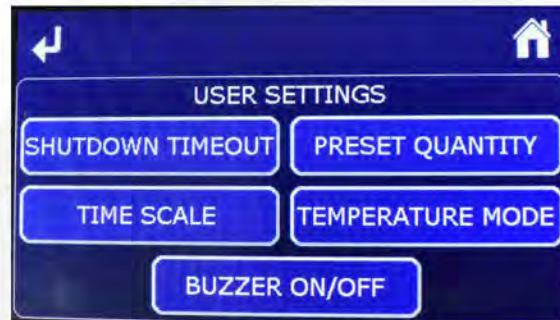 USER SETTINGS
SHUTDOWN TIMEOUT
PRESET QUANTITY
TIME SCALE
TEMPERATURE MODE
BUZZER ON/OFF